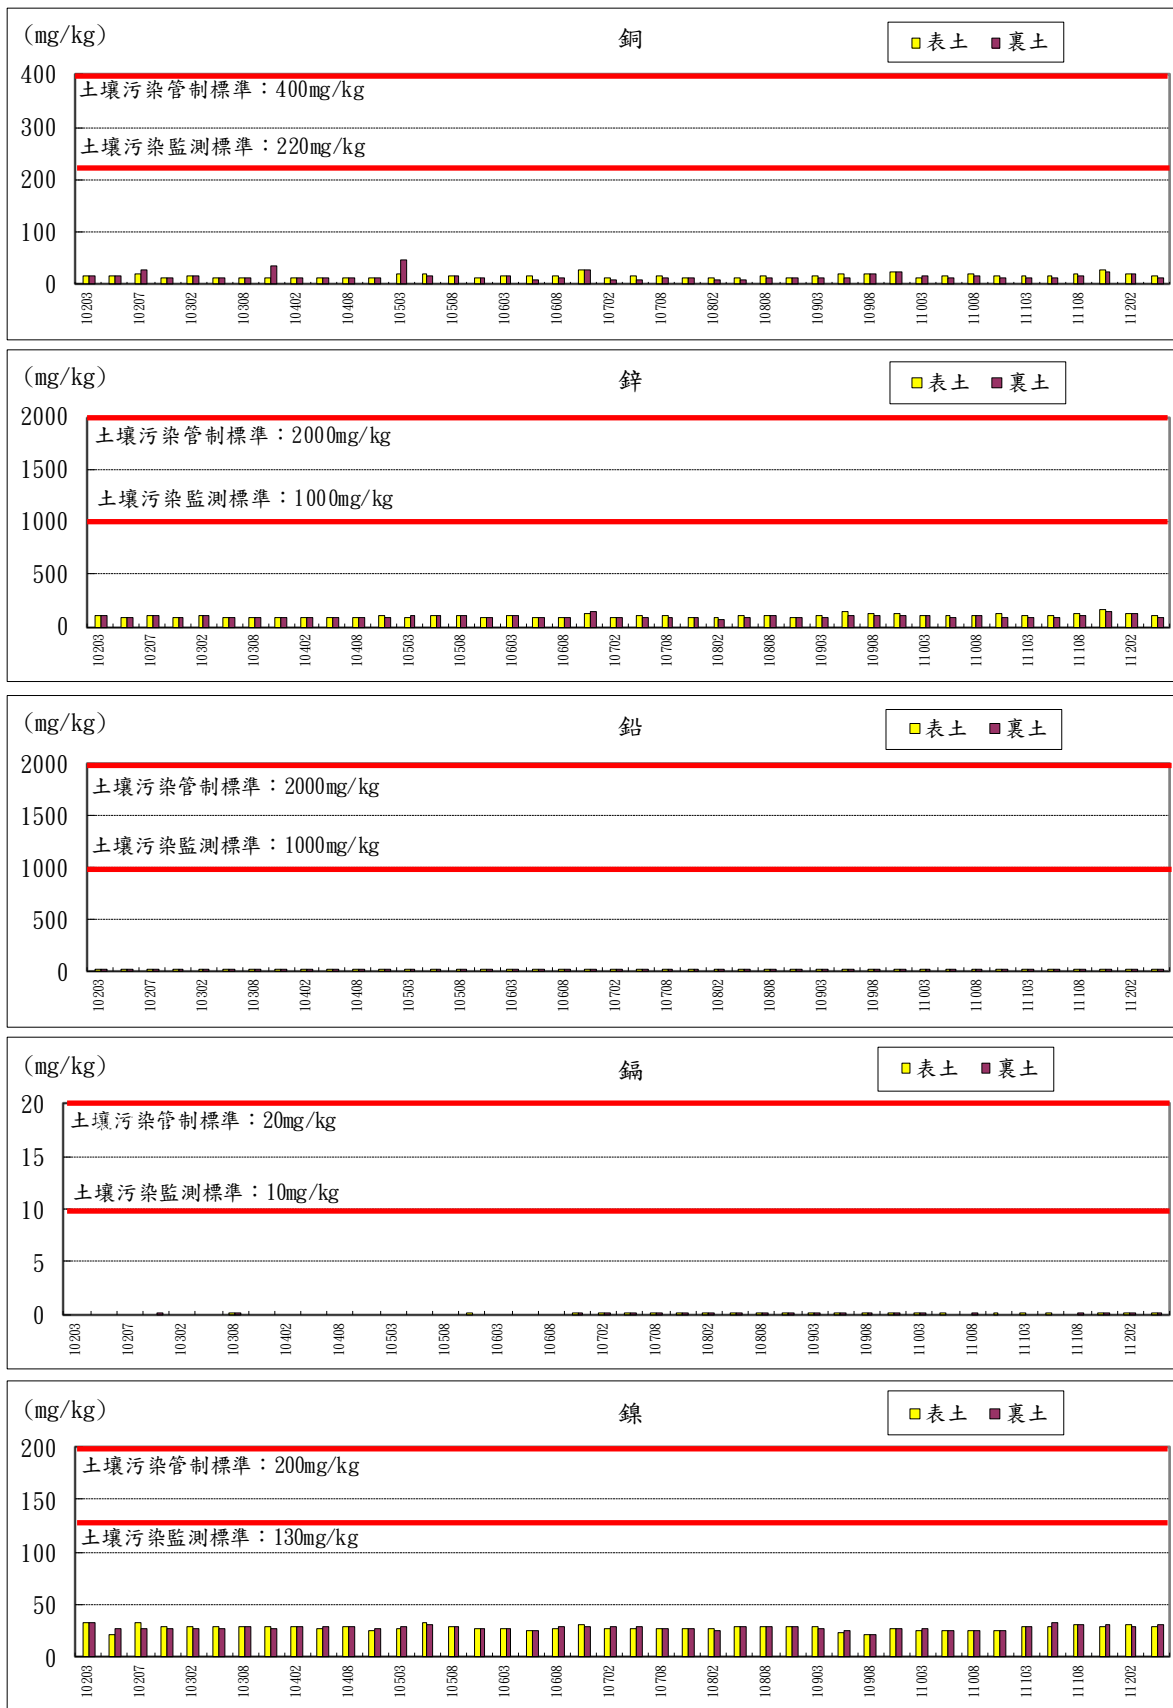 (mg/kg)
銅
表土 裏土
400
土壤污染管制標準：400mg/kg
300
土壤污染監測標準：220mg/kg
200
100
0
10203 10207 10302 10308 10402 10408 10503 10508 10603 10608 10702 10708 10802 10808 10903 10908 11003 11008 11103 11108 11202
(mg/kg)
鋅
表土 裏土
2000
土壤污染管制標準：2000mg/kg
1500
土壤污染監測標準：1000mg/kg
1000
500
0
10203 10207 10302 10308 10402 10408 10503 10508 10603 10608 10702 10708 10802 10808 10903 10908 11003 11008 11103 11108 11202
(mg/kg)
鉛
表土 裏土
2000
土壤污染管制標準：2000mg/kg
1500
土壤污染監測標準：1000mg/kg
1000
500
0
10203 10207 10302 10308 10402 10408 10503 10508 10603 10608 10702 10708 10802 10808 10903 10908 11003 11008 11103 11108 11202
(mg/kg)
鎘
表土 裏土
20
土壤污染管制標準：20mg/kg
15
土壤污染監測標準：10mg/kg
10
5
0
10203 10207 10302 10308 10402 10408 10503 10508 10603 10608 10702 10708 10802 10808 10903 10908 11003 11008 11103 11108 11202
(mg/kg)
鎳
表土 裏土
200
土壤污染管制標準：200mg/kg
150
土壤污染監測標準：130mg/kg
100
50
0
10203 10207 10302 10308 10402 10408 10503 10508 10603 10608 10702 10708 10802 10808 10903 10908 11003 11008 11103 11108 11202